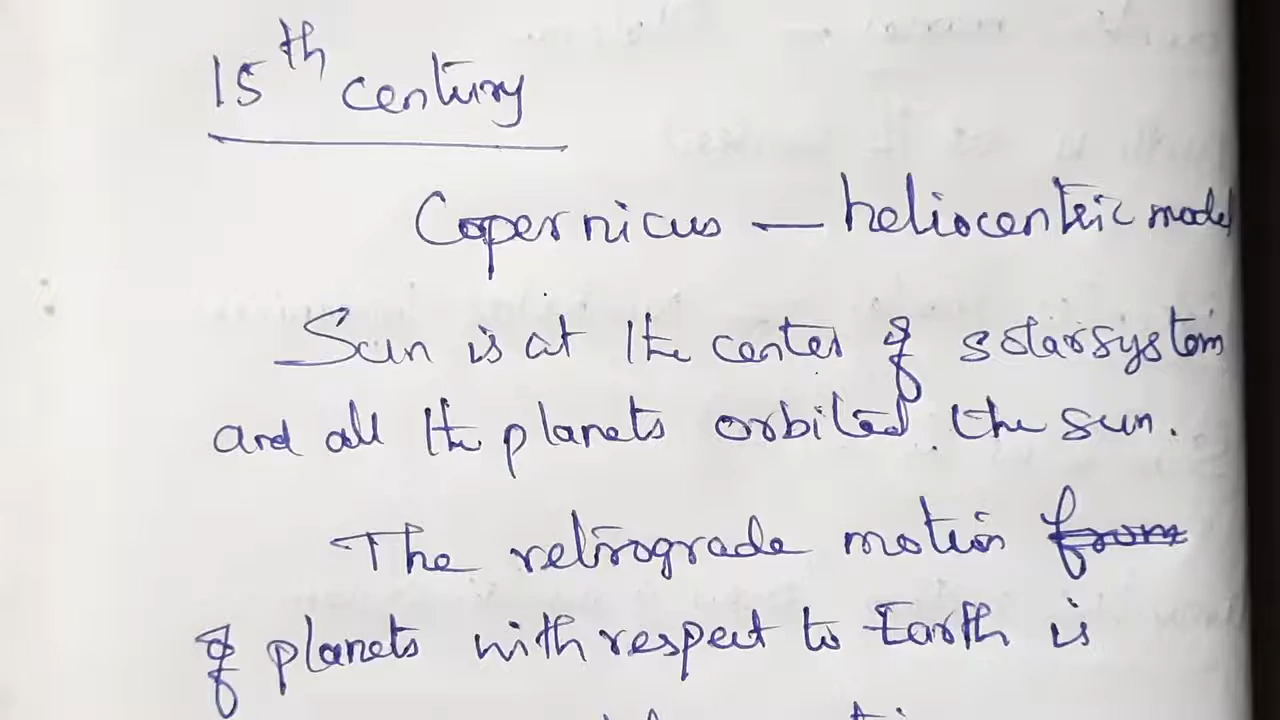 15th century
Copernicus — heliocentric model
Sun is at the center of solarsystem
and all the planets orbited the sun.
The retrograde motion from
of planets with respect to Earth is